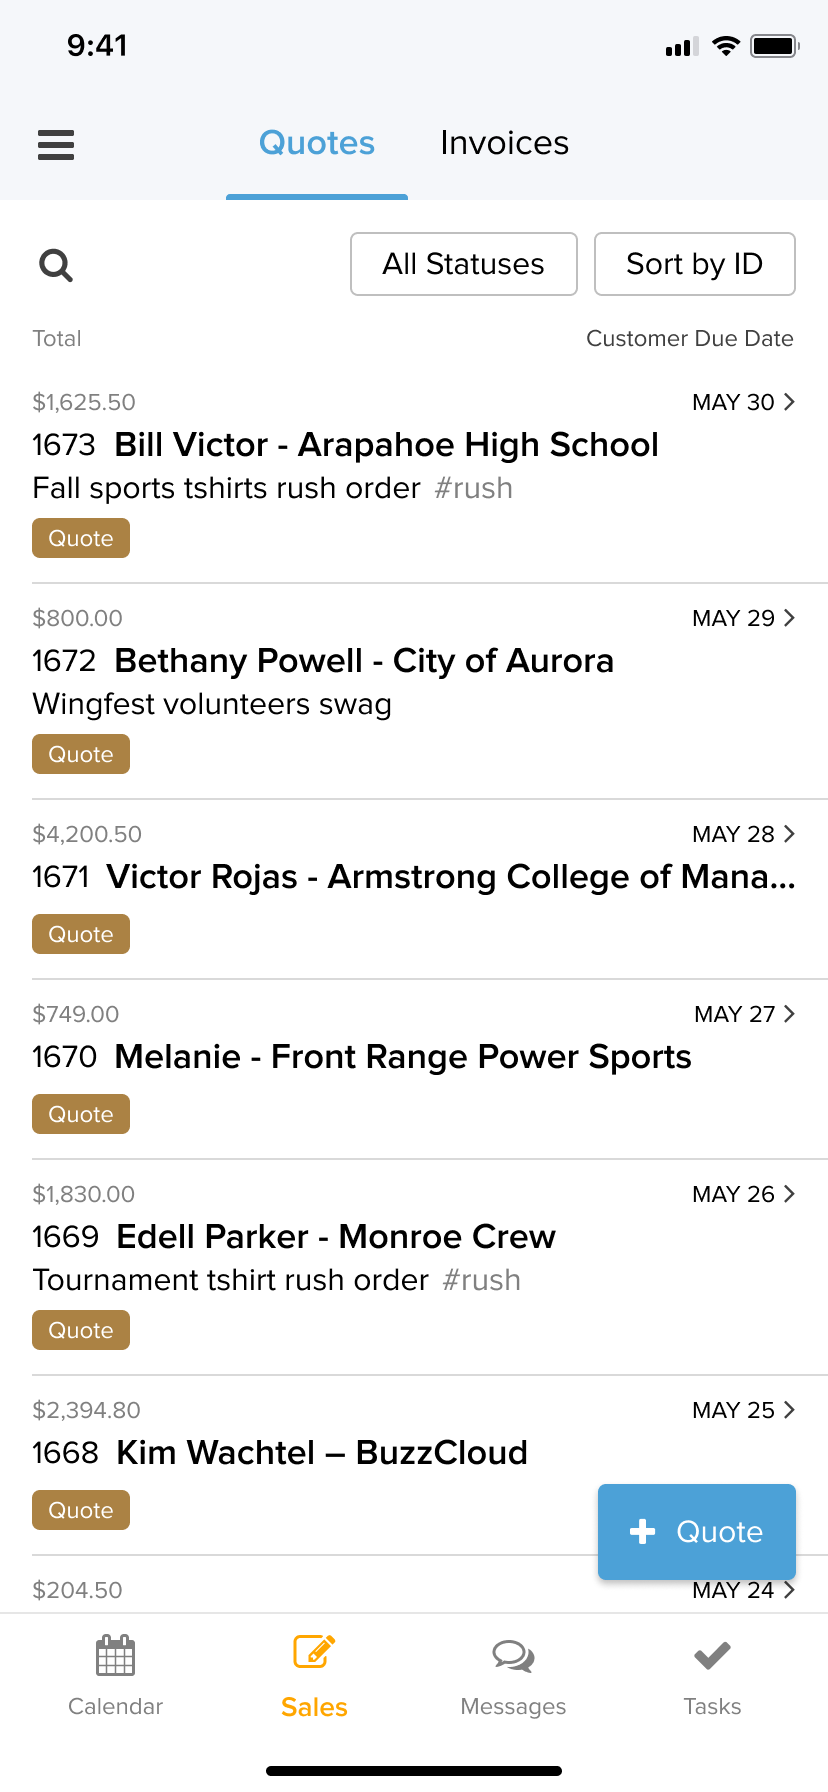 9:41
Quotes Invoices
All Statuses Sort by ID
Total Customer Due Date
$1,625.50 MAY 30
1673 Bill Victor - Arapahoe High School
Fall sports tshirts rush order #rush
Quote
$800.00 MAY 29
1672 Bethany Powell - City of Aurora
Wingfest volunteers swag
Quote
$4,200.50 MAY 28
1671 Victor Rojas - Armstrong College of Mana...
Quote
$749.00 MAY 27
1670 Melanie - Front Range Power Sports
Quote
$1,830.00 MAY 26
1669 Edell Parker - Monroe Crew
Tournament tshirt rush order #rush
Quote
$2,394.80 MAY 25
1668 Kim Wachtel – BuzzCloud
Quote
+ Quote
$204.50 MAY 24
Calendar Sales Messages Tasks